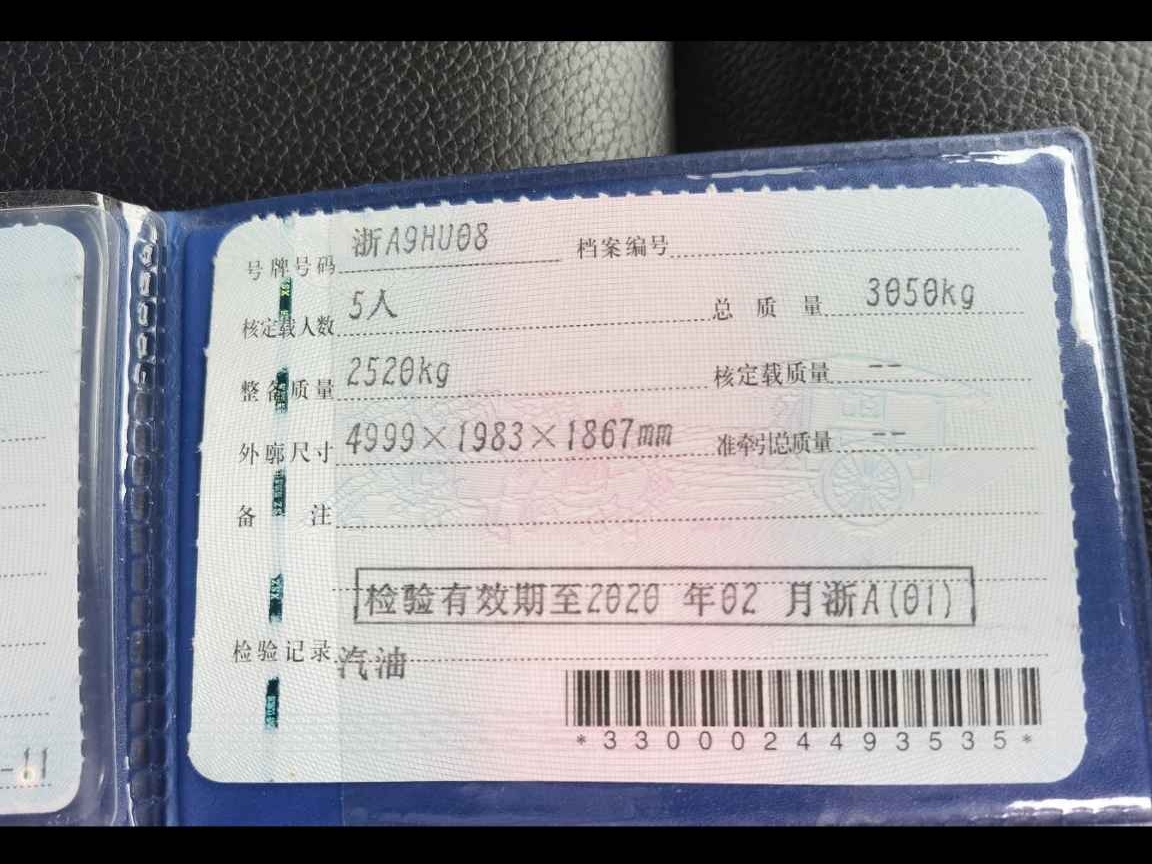 号牌号码 浙A9HU08 档案编号
核定载人数 5人 总质量 3050kg
整备质量 2520kg 核定载质量 --
外廓尺寸 4999×1983×1867mm 准牵引总质量 --
备注
检验有效期至2020 年02 月浙A(01)
检验记录 汽油
*3300024493535*
-11